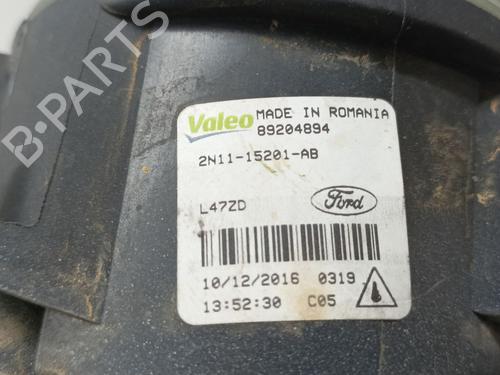 Valeo MADE IN ROMANIA
89204894
2N11-15201-AB
L47ZD Ford
10/12/2016 0319
13:52:30 C05
B-PARTS